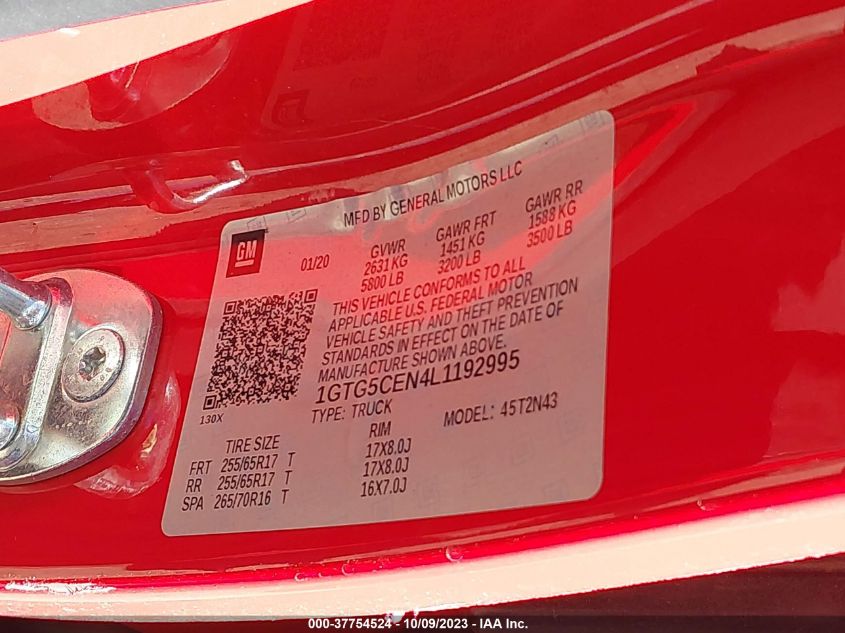 MFD BY GENERAL MOTORS LLC
GM
01/20
GVWR GAWR FRT GAWR RR
2631 KG 1451 KG 1588 KG
5800 LB 3200 LB 3500 LB
THIS VEHICLE CONFORMS TO ALL
APPLICABLE U.S. FEDERAL MOTOR
VEHICLE SAFETY AND THEFT PREVENTION
STANDARDS IN EFFECT ON THE DATE OF
MANUFACTURE SHOWN ABOVE.
1GTG5CEN4L1192995
130X
TYPE: TRUCK MODEL: 45T2N43
TIRE SIZE RIM
FRT 255/65R17 T 17X8.0J
RR 255/65R17 T 17X8.0J
SPA 265/70R16 T 16X7.0J
000-37754524 - 10/09/2023 - IAA Inc.